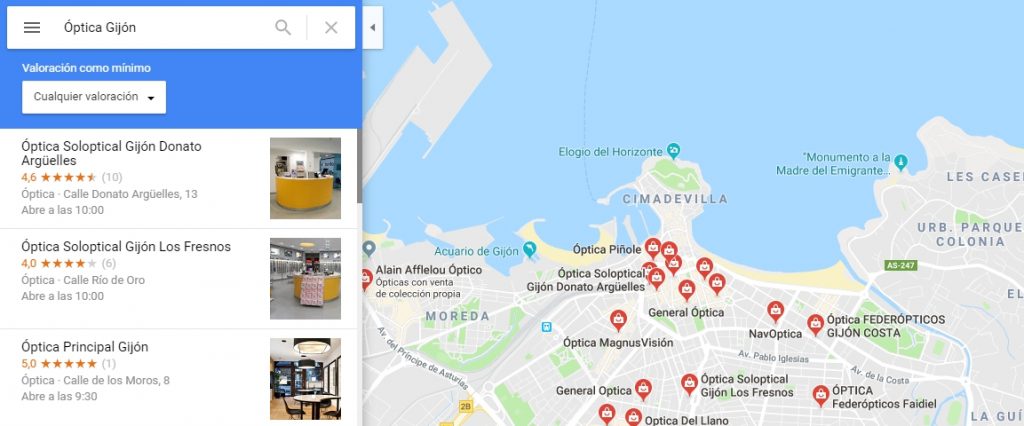 Óptica Gijón
Valoración como mínimo
Cualquier valoración
Óptica Soloptical Gijón Donato
Argüelles
4,6 ★★★★★ (10)
Óptica · Calle Donato Argüelles, 13
Abre a las 10:00
Óptica Soloptical Gijón Los Fresnos
4,0 ★★★★★ (6)
Óptica · Calle Río de Oro
Abre a las 10:00
Óptica Principal Gijón
5,0 ★★★★★ (1)
Óptica · Calle de los Moros, 8
Abre a las 9:30
Elogio del Horizonte
"Monumento a la
Madre del Emigrante...
LES CASE
CIMADEVILLA
URB. PARQUE
COLONIA
Acuario de Gijón
Óptica Piñole
AS-247
Alain Afflelou Óptico
Ópticas con venta
de colección propia
Óptica Soloptical
Gijón Donato Argüelles
EL
MOREDA
General Óptica
NavOptica
Óptica FEDERÓPTICOS
GIJÓN COSTA
Óptica MagnusVisión
Av. del Príncipe de Asturias
Av. Pablo Iglesias
Av. de la Costa
General Optica
Óptica Soloptical
Gijón Los Fresnos
ÓPTICA
Federópticos Faidiel
2B
Optica Del Llano
LA GUÍ